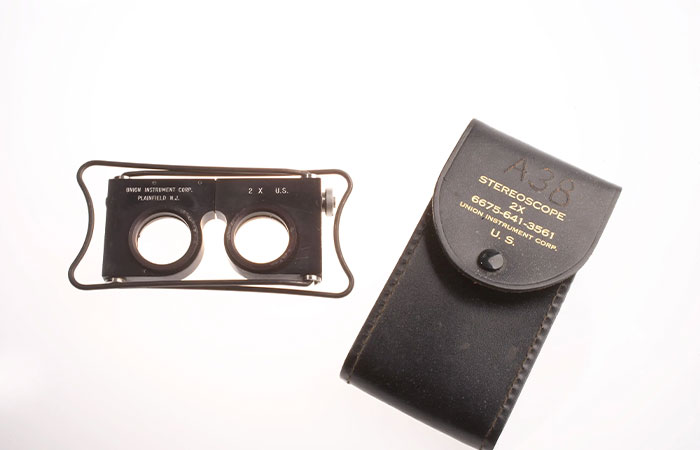 UNION INSTRUMENT CORP.
PLAINFIELD N.J.
2 X U.S.
A38
STEREOSCOPE
2X
6675-641-3561
UNION INSTRUMENT CORP.
U. S.